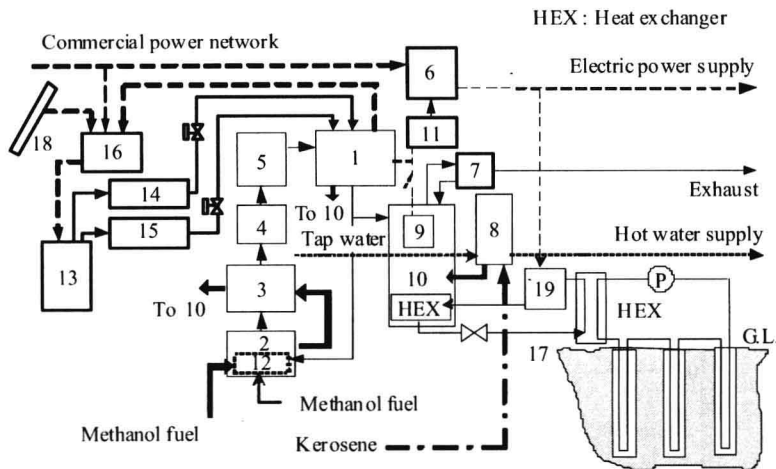 HEX : Heat exchanger
Commercial power network
6
Electric power supply
18
16
11
5
1
7
14
Exhaust
To 10
15
4
9
8
Tap water
Hot water supply
13
10
3
19
P
To 10
HEX
HEX
2
17
G.L.
12
Methanol fuel
Methanol fuel
Kerosene